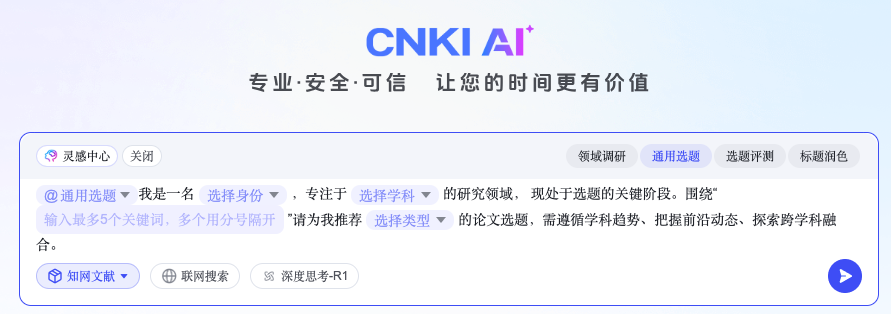 CNKI AI
专业·安全·可信 让您的时间更有价值
灵感中心 关闭 领域调研 通用选题 选题评测 标题润色
@通用选题 我是一名 选择身份 ，专注于 选择学科 的研究领域， 现处于选题的关键阶段。围绕“
输入最多5个关键词，多个用分号隔开 ”请为我推荐 选择类型 的论文选题，需遵循学科趋势、把握前沿动态、探索跨学科融
合。
知网文献 联网搜索 深度思考-R1